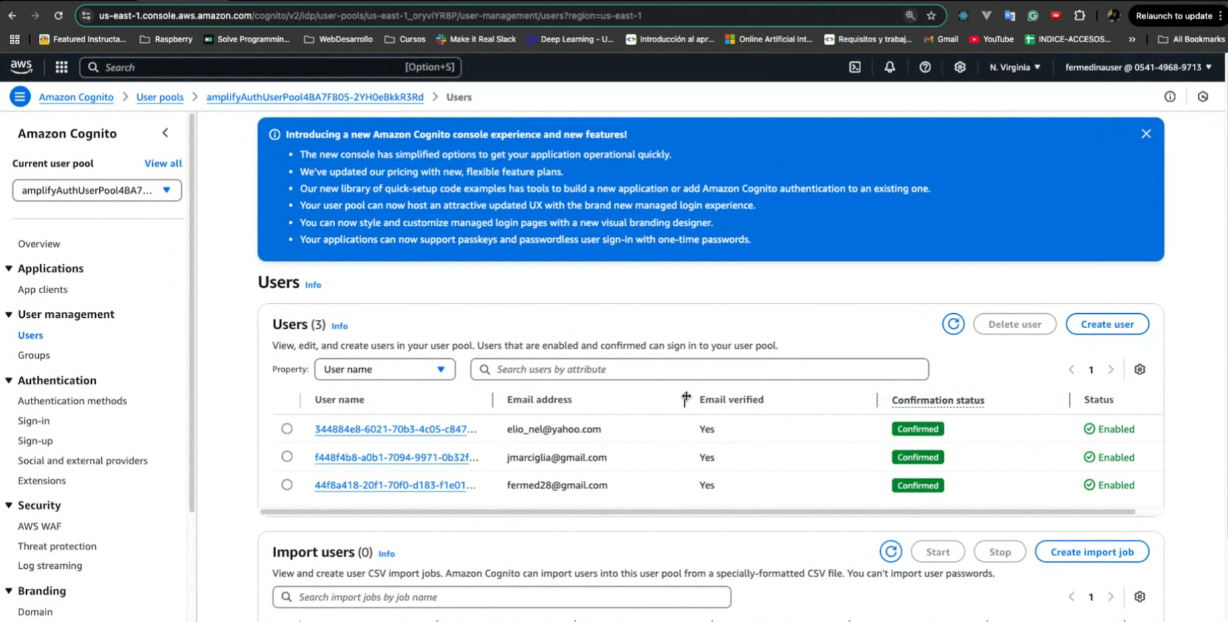 us-east-1.console.aws.amazon.com/cognito/v2/idp/user-pools/us-east-1_oryviYR8P/user-management/users?region=us-east-1
Relaunch to update
Featured Instructa... Raspberry Solve Programmin... WebDesarrollo Cursos Make it Real Slack Deep Learning - U... Introducción al apr... Online Artificial Int... Requisitos y trabaj... Gmail YouTube INDICE-ACCESOS... » All Bookmarks
aws Search [Option+S] N. Virginia ▼ fermedinauser @ 0541-4968-9713 ▼
Amazon Cognito > User pools > amplifyAuthUserPool4BA7F805-2YH0eBkkR3Rd > Users
Amazon Cognito
Current user pool View all
amplifyAuthUserPool4BA7...
Overview
Applications
App clients
User management
Users
Groups
Authentication
Authentication methods
Sign-in
Sign-up
Social and external providers
Extensions
Security
AWS WAF
Threat protection
Log streaming
Branding
Domain
Introducing a new Amazon Cognito console experience and new features!
• The new console has simplified options to get your application operational quickly.
• We've updated our pricing with new, flexible feature plans.
• Our new library of quick-setup code examples has tools to build a new application or add Amazon Cognito authentication to an existing one.
• Your user pool can now host an attractive updated UX with the brand new managed login experience.
• You can now style and customize managed login pages with a new visual branding designer.
• Your applications can now support passkeys and passwordless user sign-in with one-time passwords.
Users Info
Users (3) Info
Delete user Create user
View, edit, and create users in your user pool. Users that are enabled and confirmed can sign in to your user pool.
Property: User name Search users by attribute < 1 >
User name Email address Email verified Confirmation status Status
344884e8-6021-70b3-4c05-c847... elio_nel@yahoo.com Yes Confirmed Enabled
f448f4b8-a0b1-7094-9971-0b32f... jmarciglia@gmail.com Yes Confirmed Enabled
44f8a418-20f1-70f0-d183-f1e01... fermed28@gmail.com Yes Confirmed Enabled
Import users (0) Info
Start Stop Create import job
View and create user CSV import jobs. Amazon Cognito can import users into this user pool from a specially-formatted CSV file. You can't import user passwords.
Search import jobs by job name < 1 >